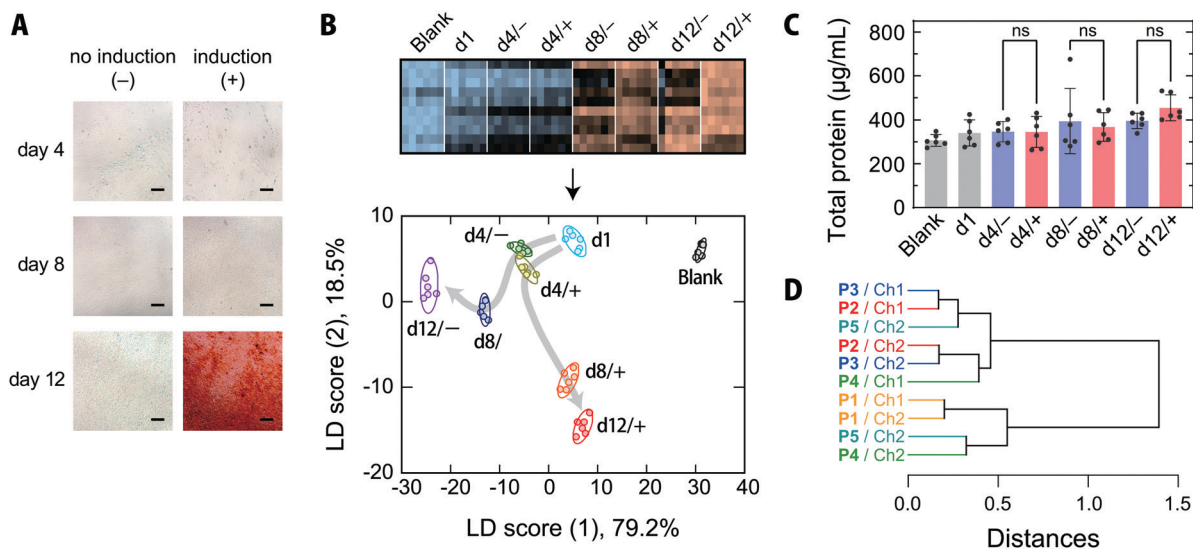 A
no induction
(–)
induction
(+)
day 4
day 8
day 12
B
Blank
d1
d4/–
d4/+
d8/–
d8/+
d12/–
d12/+
LD score (2), 18.5%
10
0
-10
-20
d4/–
d1
d4/+
Blank
d12/–
d8/
d8/+
d12/+
-30 -20 -10 0 10 20 30 40
LD score (1), 79.2%
C
Total protein (µg/mL)
800
600
400
200
0
ns
ns
ns
Blank
d1
d4/–
d4/+
d8/–
d8/+
d12/–
d12/+
D
P3 / Ch1
P2 / Ch1
P5 / Ch2
P2 / Ch2
P3 / Ch2
P4 / Ch1
P1 / Ch1
P1 / Ch2
P5 / Ch2
P4 / Ch2
0.0 0.5 1.0 1.5
Distances